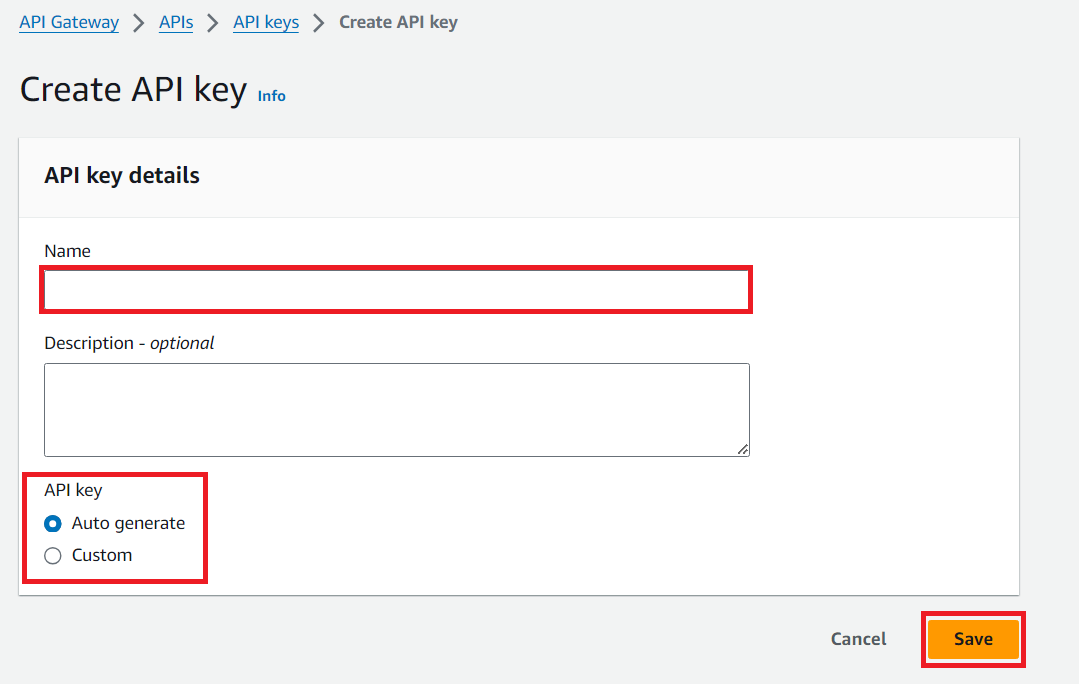 API Gateway > APIs > API keys > Create API key
Create API key Info
API key details
Name
Description - optional
API key
Auto generate
Custom
Cancel Save